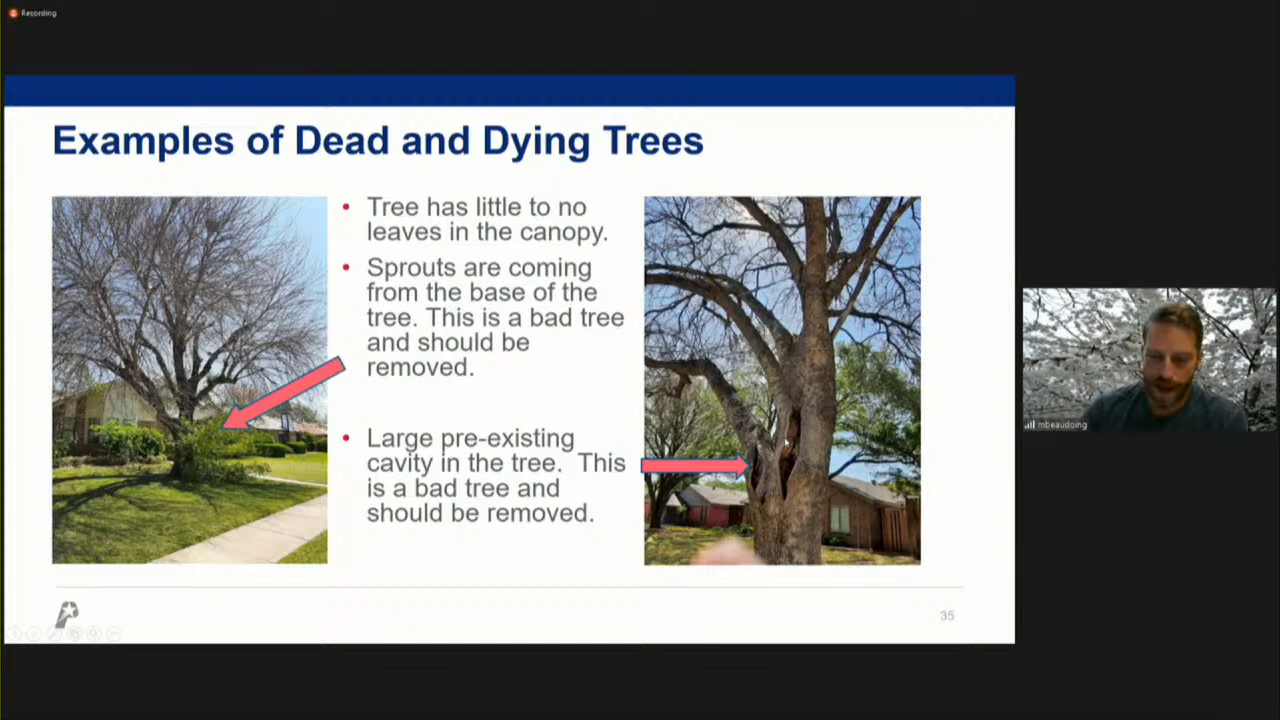 Recording
Examples of Dead and Dying Trees
Tree has little to no
leaves in the canopy.
Sprouts are coming
from the base of the
tree. This is a bad tree
and should be
removed.
Large pre-existing
cavity in the tree. This
is a bad tree and
should be removed.
35
mbeaudoing